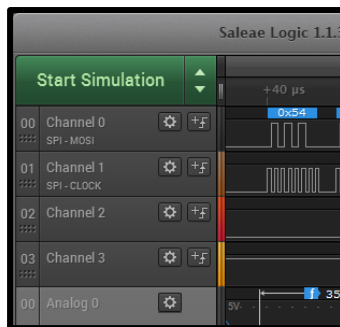 Saleae Logic 1.1.3
Start Simulation
+40 µs
00 Channel 0
SPI - MOSI
0x54
01 Channel 1
SPI - CLOCK
02 Channel 2
03 Channel 3
00 Analog 0
f 35
5V